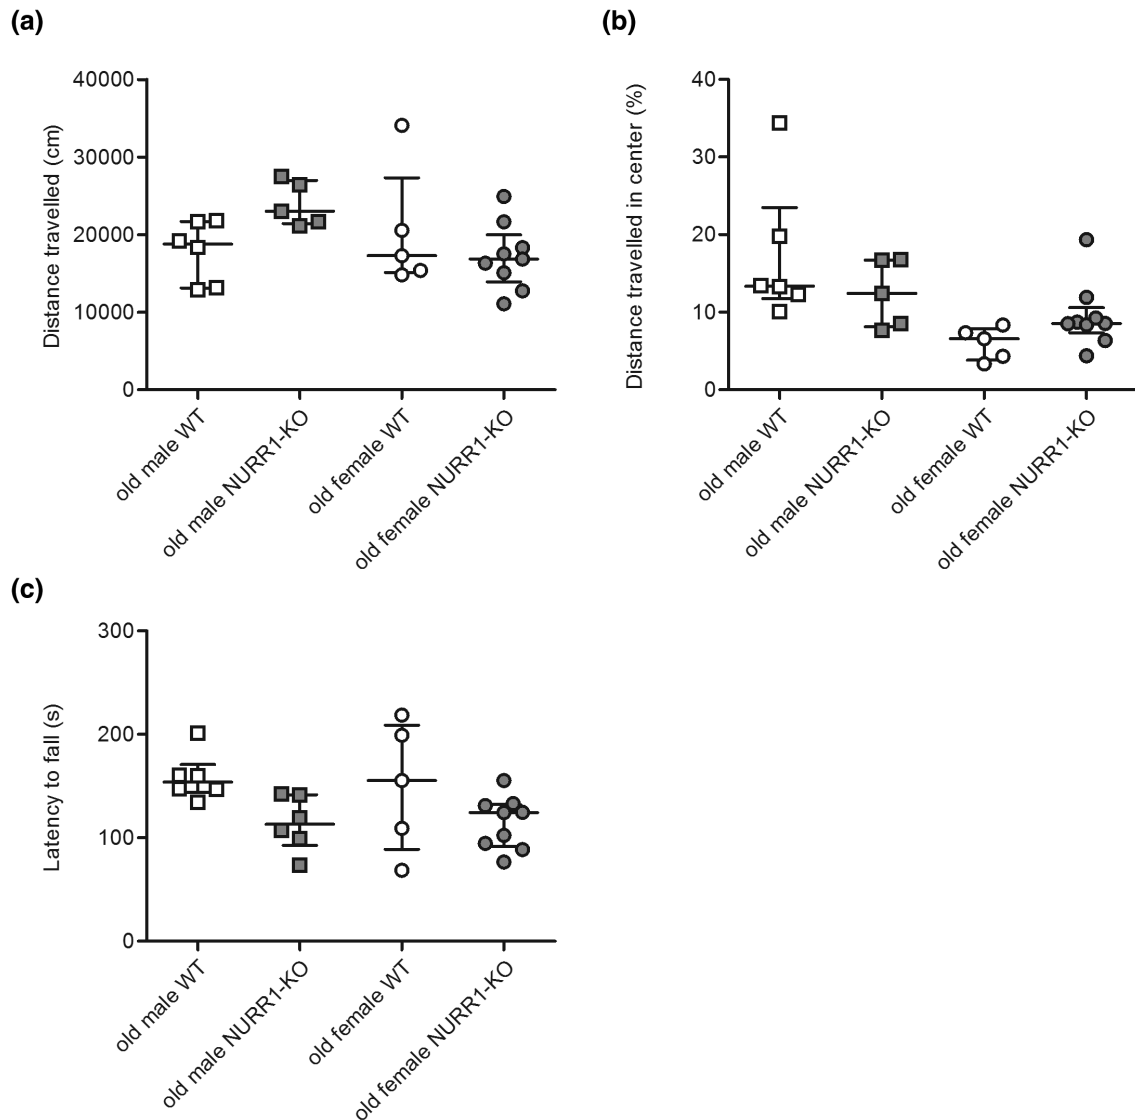 (a)
Distance travelled (cm)
40000
30000
20000
10000
0
old male WT
old male NURR1-KO
old female WT
old female NURR1-KO
(b)
Distance travelled in center (%)
40
30
20
10
0
old male WT
old male NURR1-KO
old female WT
old female NURR1-KO
(c)
Latency to fall (s)
300
200
100
0
old male WT
old male NURR1-KO
old female WT
old female NURR1-KO